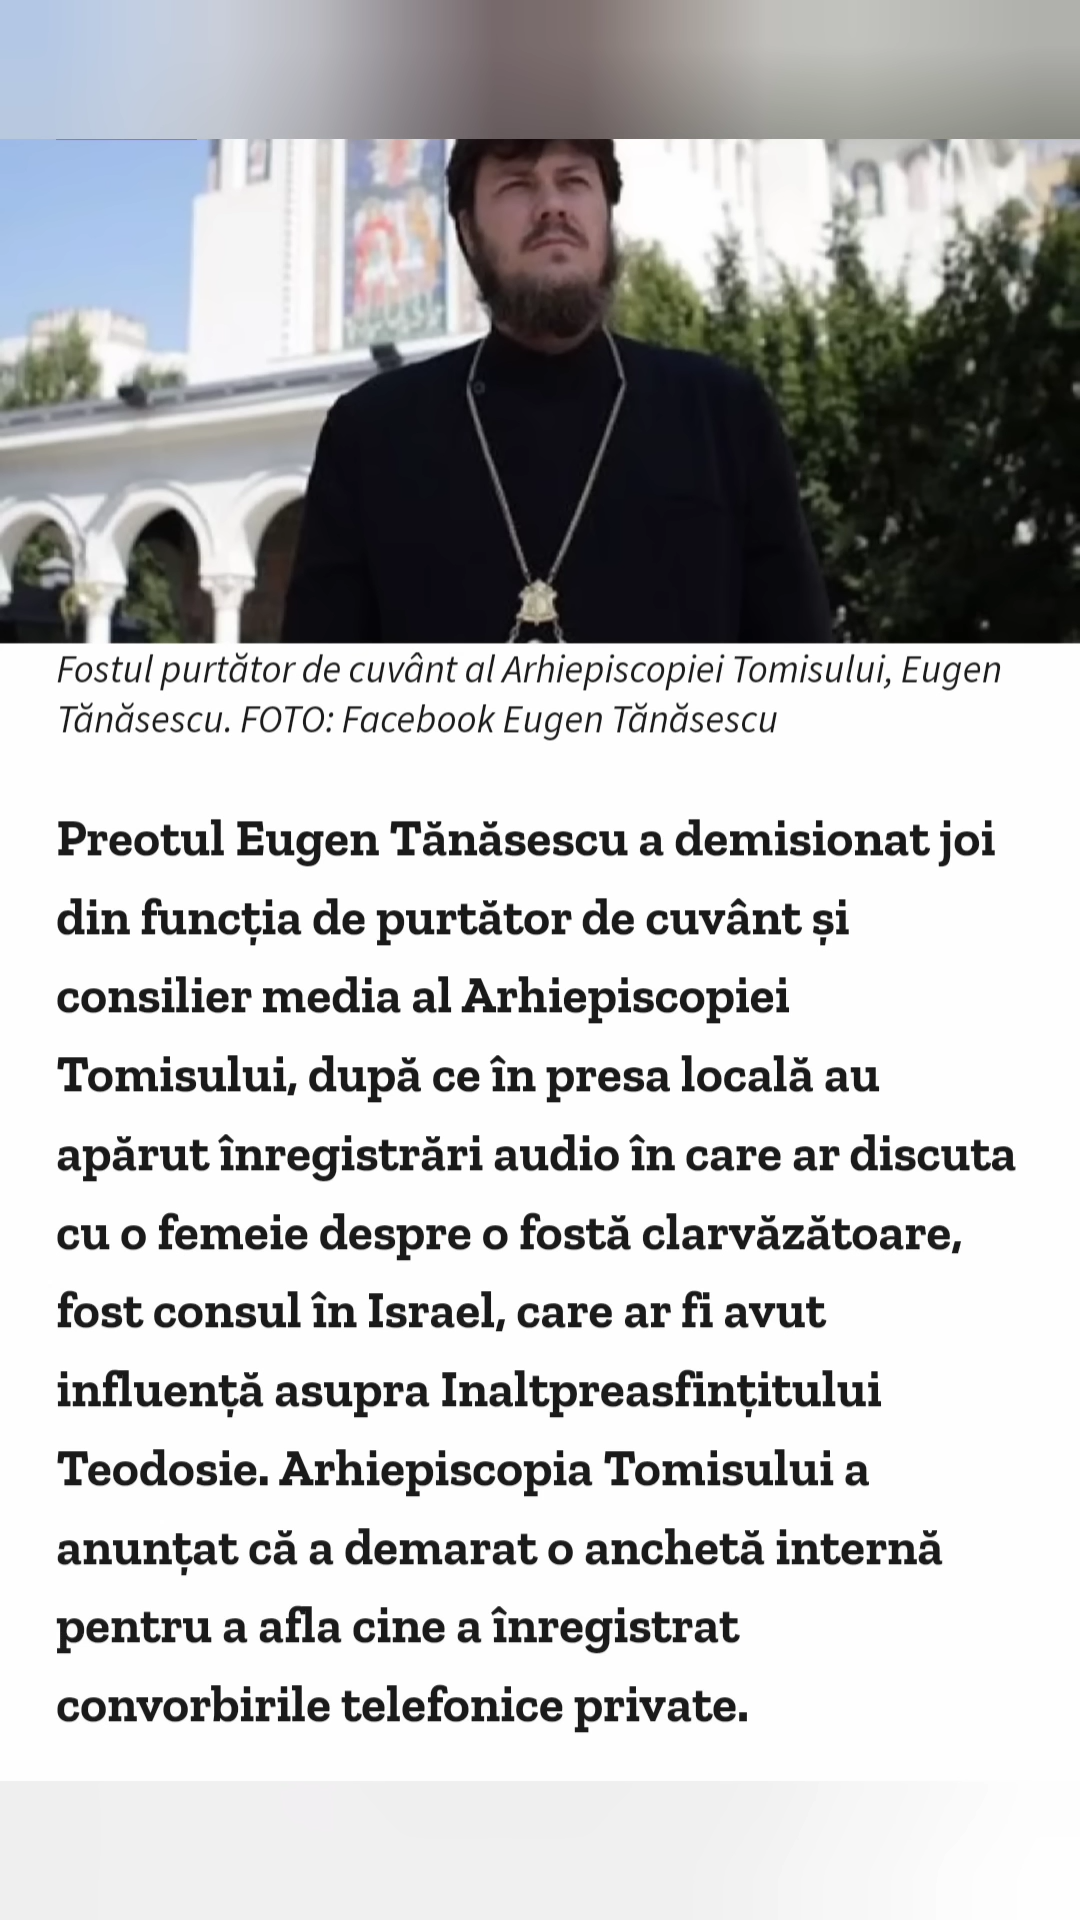 Fostul purtător de cuvânt al Arhiepiscopiei Tomisului, Eugen
Tănăsescu. FOTO: Facebook Eugen Tănăsescu
Preotul Eugen Tănăsescu a demisionat joi
din funcția de purtător de cuvânt și
consilier media al Arhiepiscopiei
Tomisului, după ce în presa locală au
apărut înregistrări audio în care ar discuta
cu o femeie despre o fostă clarvăzătoare,
fost consul în Israel, care ar fi avut
influență asupra Inaltpreasfințitului
Teodosie. Arhiepiscopia Tomisului a
anunțat că a demarat o anchetă internă
pentru a afla cine a înregistrat
convorbirile telefonice private.